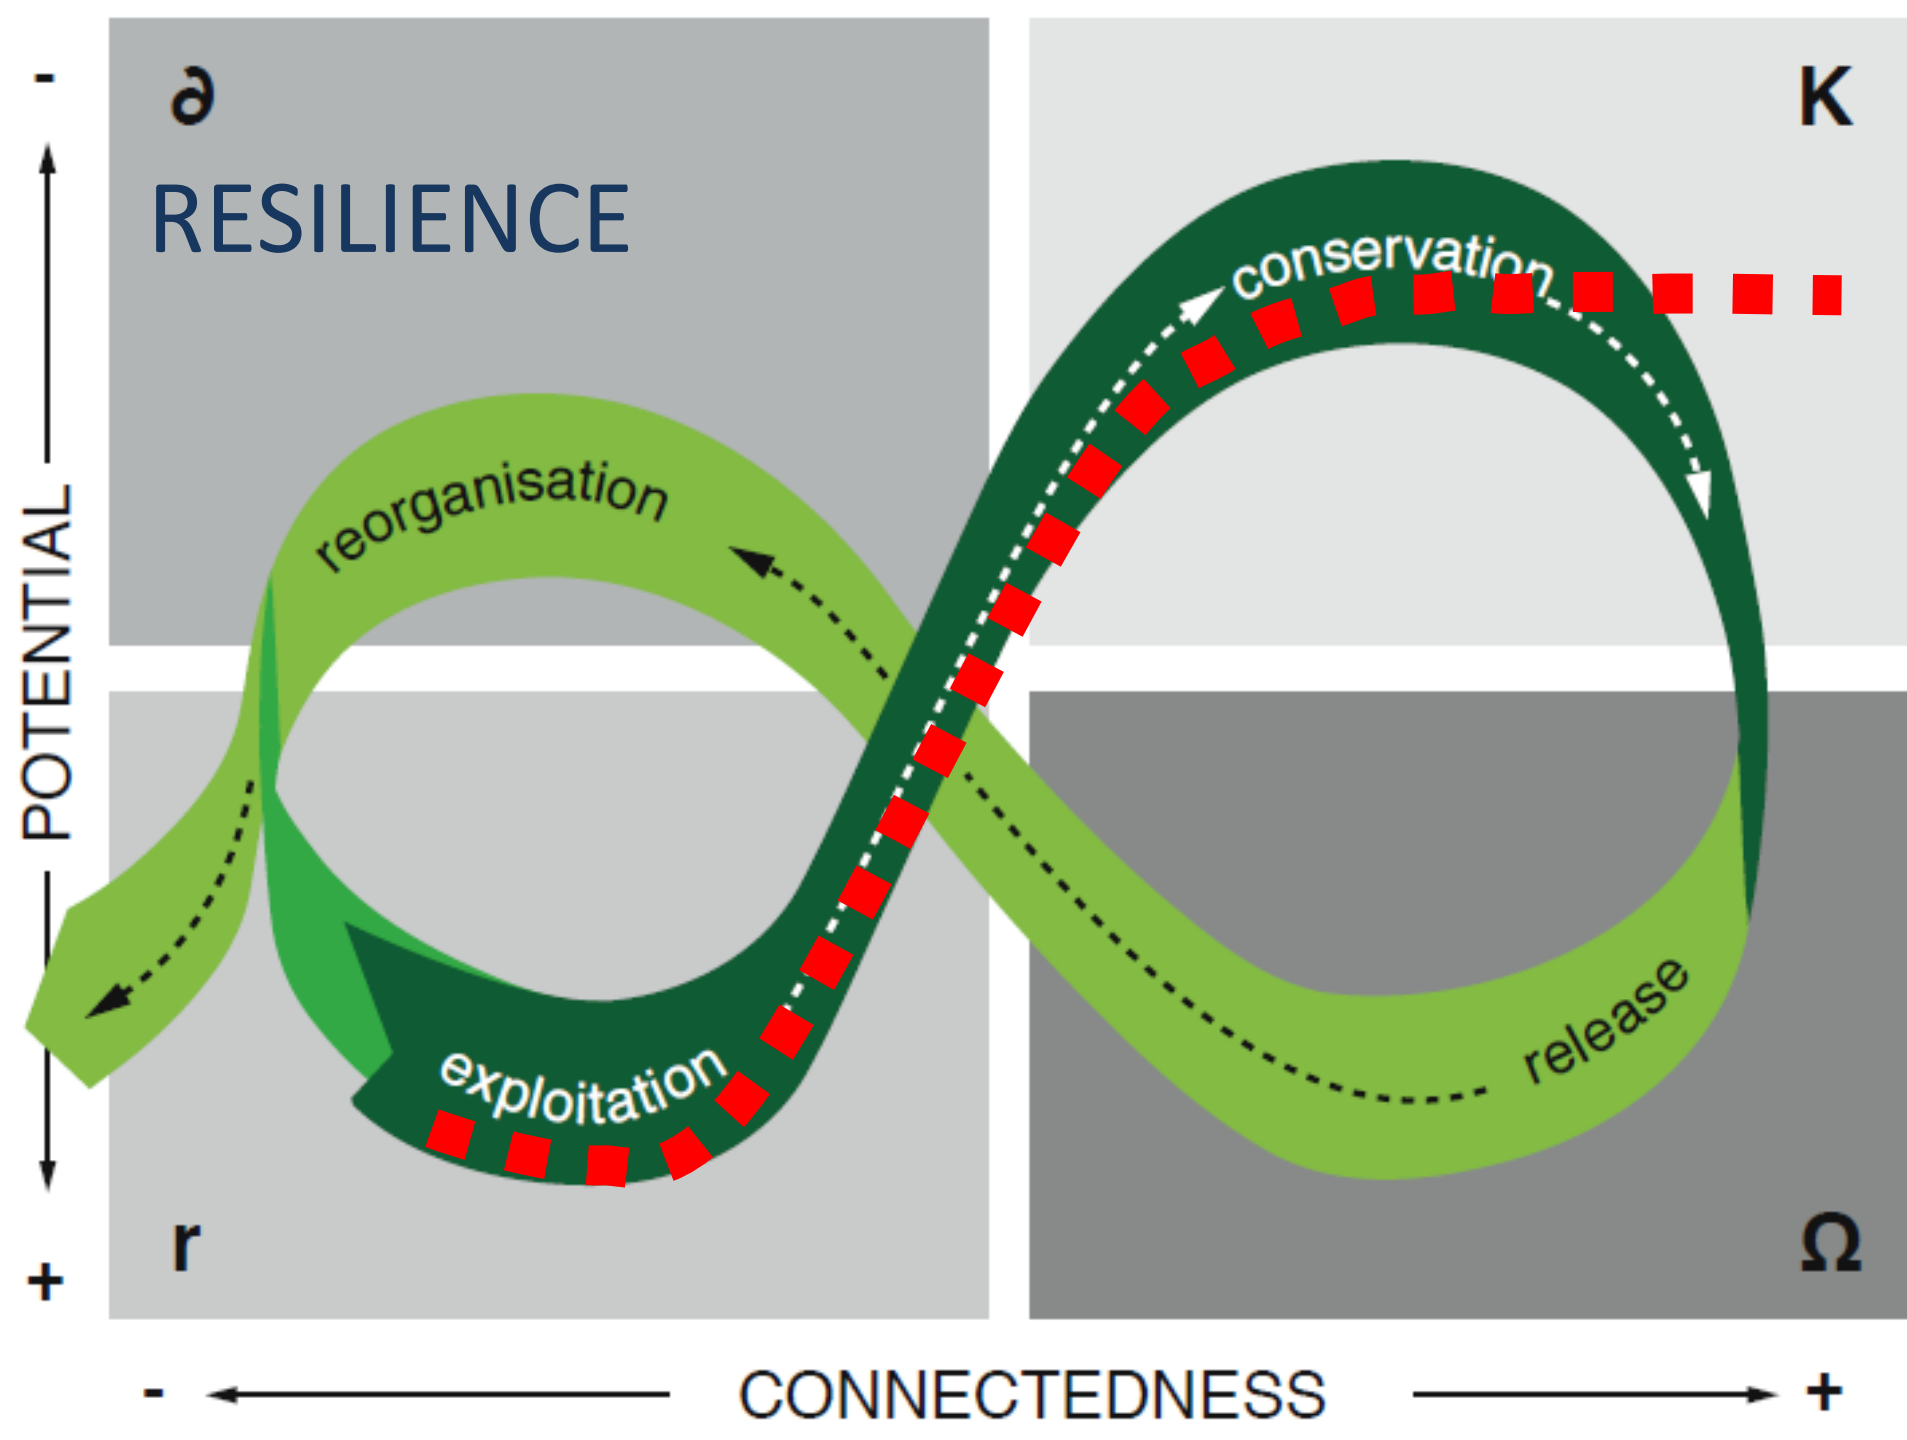 -
∂
K
RESILIENCE
conservation
reorganisation
POTENTIAL
exploitation
release
r
Ω
+
-
CONNECTEDNESS
+